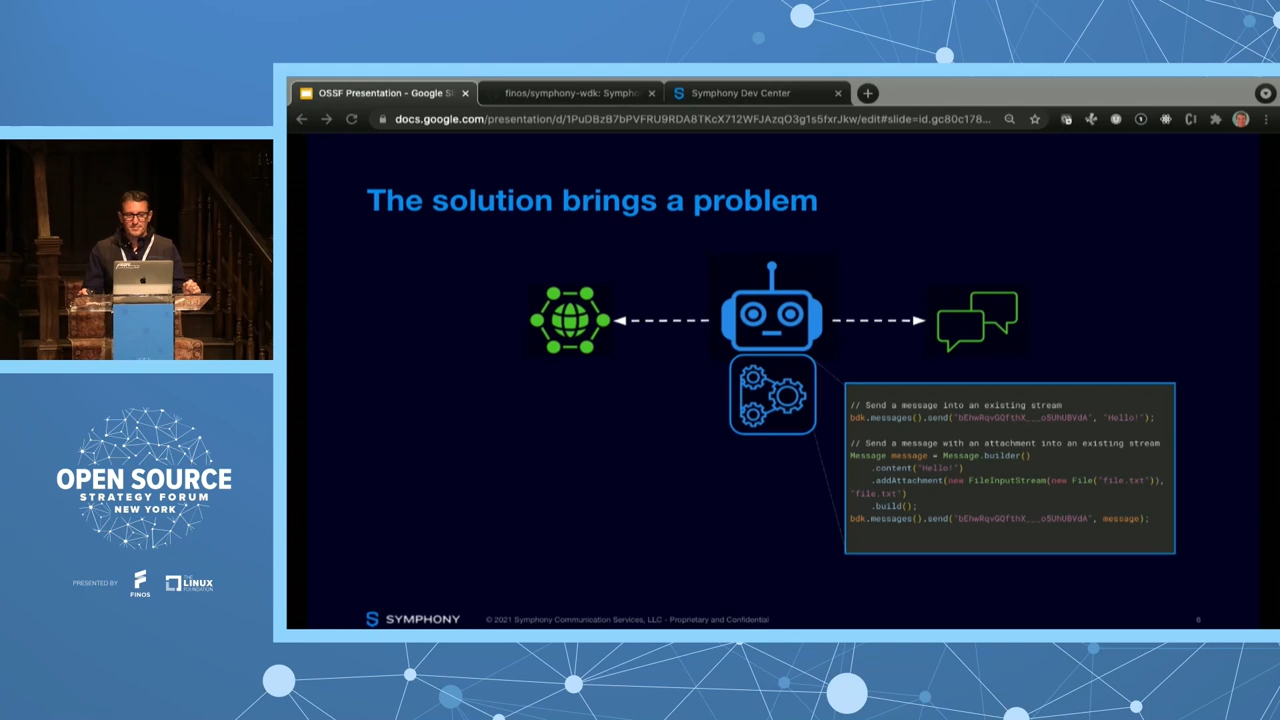 OSSF Presentation - Google Sl
finos/symphony-wdk: Sympho
Symphony Dev Center
docs.google.com/presentation/d/1PuDBzB7bPVFRU9RDA8TKcX712WFJAzqO3g1s5fxrJkw/edit#slide=id.gc80c178...
The solution brings a problem
// Send a message into an existing stream
bdk.messages().send("bEhwRqvGQfthX___o5UhUBVdA", "Hello!");
// Send a message with an attachment into an existing stream
Message message = Message.builder()
.content("Hello!")
.addAttachment(new FileInputStream(new File("file.txt")),
"file.txt")
.build();
bdk.messages().send("bEhwRqvGQfthX___o5UhUBVdA", message);
SYMPHONY
© 2021 Symphony Communication Services, LLC - Proprietary and Confidential
6
OPEN SOURCE
STRATEGY FORUM
NEW YORK
PRESENTED BY
FINOS
THE
LINUX
FOUNDATION